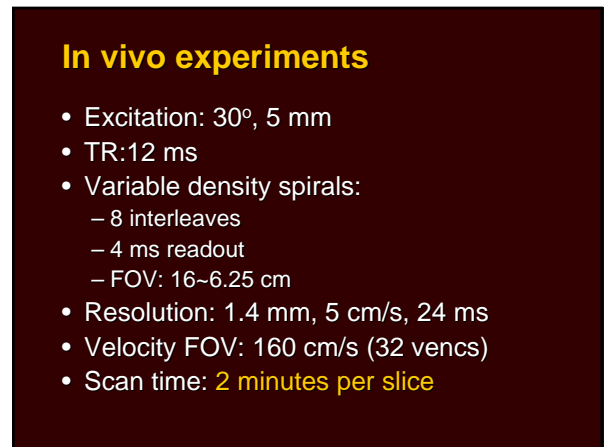 In vivo experiments
• Excitation: 30º, 5 mm
• TR:12 ms
• Variable density spirals:
– 8 interleaves
– 4 ms readout
– FOV: 16~6.25 cm
• Resolution: 1.4 mm, 5 cm/s, 24 ms
• Velocity FOV: 160 cm/s (32 vencs)
• Scan time: 2 minutes per slice